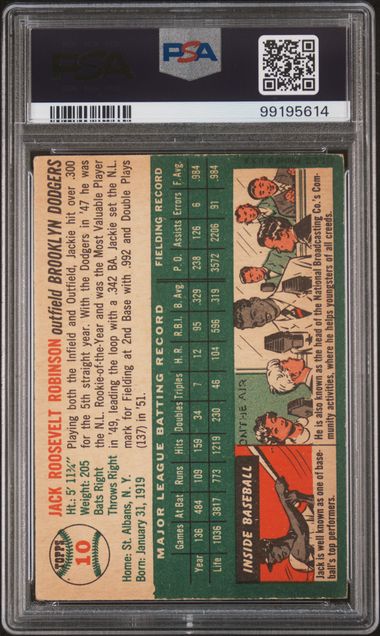 PSA
PSA
99195614
TOPPS
10
JACK ROOSEVELT ROBINSON outfield BROOKLYN DODGERS
Ht.: 5' 11½" Playing both the Infield and Outfield, Jackie hit over .300
Weight: 205 for the 5th straight year. With the Dodgers in '47 he was
Bats Right the N.L. Rookie-of-the-Year and was the Most Valuable Player
Throws Right in '49, leading the loop with a .342 BA. Jackie set the N.L.
Home: St. Albans, N. Y. mark for Fielding at 2nd Base with .992 and Double Plays
Born: January 31, 1919 (137) in 51.
MAJOR LEAGUE BATTING RECORD FIELDING RECORD
Games At Bat Runs Hits Doubles Triples H. R. R.B.I. B. Avg. P. O. Assists Errors F. Avg.
Year 136 484 109 159 34 7 12 95 .329 238 126 6 .984
Life 1036 3817 773 1219 230 46 104 596 .319 3572 2206 91 .984
INSIDE BASEBALL
ON THE AIR
Jack is well known as one of base-
ball's top performers.
He is also known as the head of the National Broadcasting Co.'s Com-
munity activities, where he helps youngsters of all creeds.